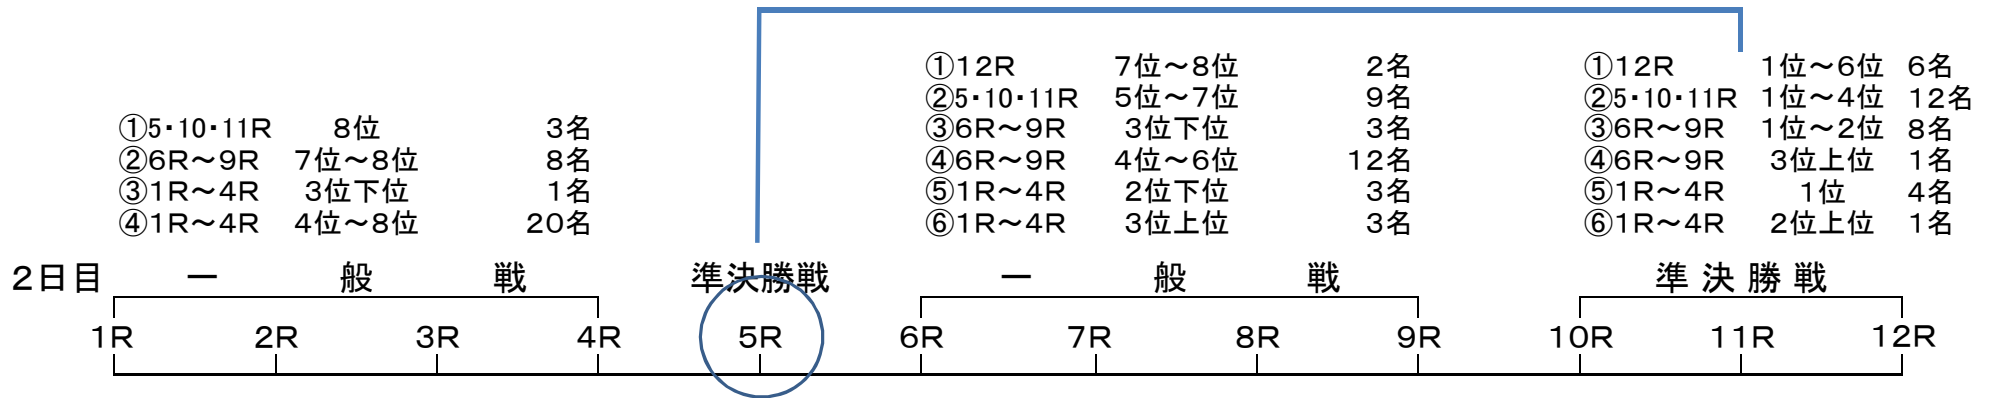 ①12R 7位～8位 2名
②5･10･11R 5位～7位 9名
③6R～9R 3位下位 3名
④6R～9R 4位～6位 12名
⑤1R～4R 2位下位 3名
⑥1R～4R 3位上位 3名
①12R 1位～6位 6名
②5･10･11R 1位～4位 12名
③6R～9R 1位～2位 8名
④6R～9R 3位上位 1名
⑤1R～4R 1位 4名
⑥1R～4R 2位上位 1名
①5･10･11R 8位 3名
②6R～9R 7位～8位 8名
③1R～4R 3位下位 1名
④1R～4R 4位～8位 20名
2日目 一 般 戦 準決勝戦 一 般 戦 準 決 勝 戦
1R 2R 3R 4R 5R 6R 7R 8R 9R 10R 11R 12R